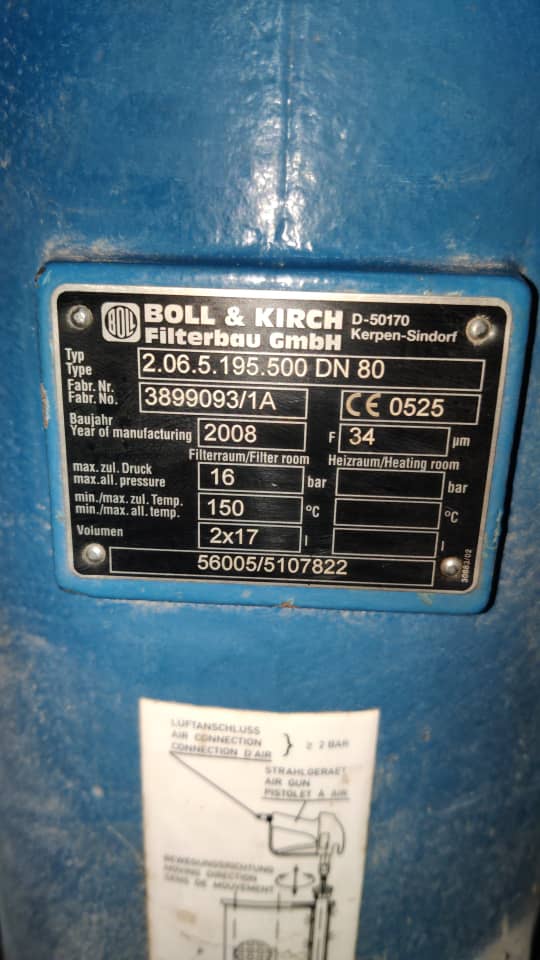 BOLL
BOLL & KIRCH
Filterbau GmbH
D-50170
Kerpen-Sindorf
Typ
Type
2.06.5.195.500 DN 80
Fabr. Nr.
Fabr. No.
3899093/1A
CE 0525
Baujahr
Year of manufacturing
2008
F 34 µm
Filterraum/Filter room
Heizraum/Heating room
max. zul. Druck
max.all. pressure
16 bar
bar
min./max. zul. Temp.
min./max. all. temp.
150 °C
°C
Volumen
2x17 l
l
56005/5107822
30683/02
LUFTANSCHLUSS
AIR CONNECTION
CONNECTION D'AIR
≥ 2 BAR
STRAHLGERAET
AIR GUN
PISTOLET À AIR
BEWEGUNGSRICHTUNG
MOVING DIRECTION
SENS DE MOUVEMENT